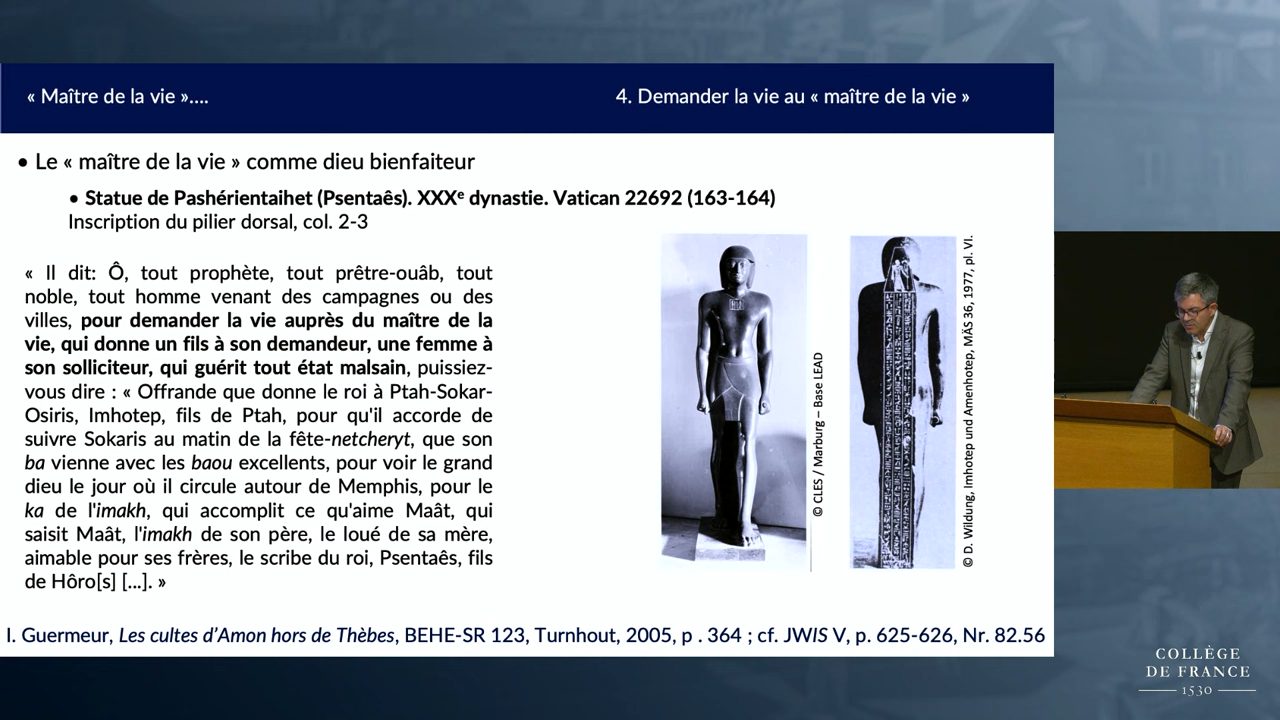 « Maître de la vie »....
4. Demander la vie au « maître de la vie »
• Le « maître de la vie » comme dieu bienfaiteur
• Statue de Pashérientaihet (Psentaês). XXXᵉ dynastie. Vatican 22692 (163-164)
Inscription du pilier dorsal, col. 2-3
« Il dit: Ô, tout prophète, tout prêtre-ouâb, tout
noble, tout homme venant des campagnes ou des
villes, pour demander la vie auprès du maître de la
vie, qui donne un fils à son demandeur, une femme à
son solliciteur, qui guérit tout état malsain, puissiez-
vous dire : « Offrande que donne le roi à Ptah-Sokar-
Osiris, Imhotep, fils de Ptah, pour qu'il accorde de
suivre Sokaris au matin de la fête-netcheryt, que son
ba vienne avec les baou excellents, pour voir le grand
dieu le jour où il circule autour de Memphis, pour le
ka de l'imakh, qui accomplit ce qu'aime Maât, qui
saisit Maât, l'imakh de son père, le loué de sa mère,
aimable pour ses frères, le scribe du roi, Psentaês, fils
de Hôro[s] [...]. »
© CLES / Marburg – Base LEAD
© D. Wildung, Imhotep und Amenhotep, MÄS 36, 1977, pl. VI.
I. Guermeur, Les cultes d'Amon hors de Thèbes, BEHE-SR 123, Turnhout, 2005, p . 364 ; cf. JWIS V, p. 625-626, Nr. 82.56
COLLÈGE
DE FRANCE
1530